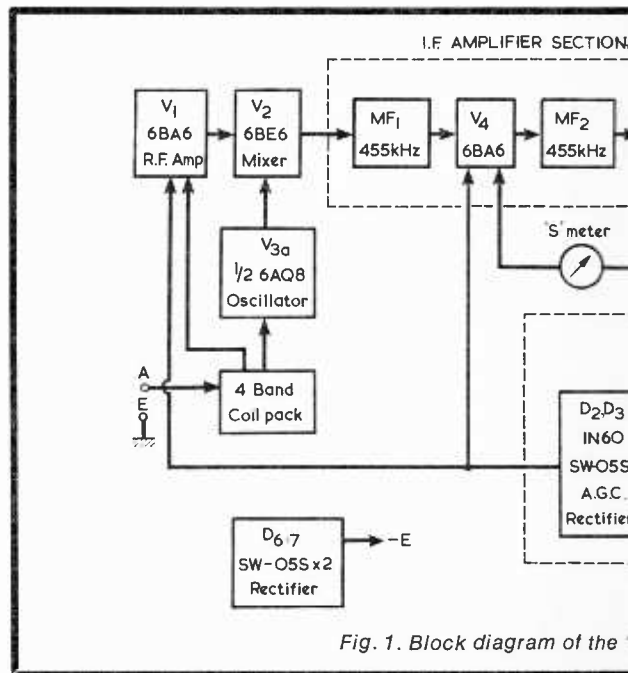 I.F. AMPLIFIER SECTION
V1
6BA6
R.F. Amp
V2
6BE6
Mixer
MF1
455kHz
V4
6BA6
MF2
455kHz
V3a
1/2 6AQ8
Oscillator
'S' meter
A
E
4 Band
Coil pack
D2,D3
IN60
SW-05S
A.G.C.
Rectifier
D6,7
SW-05S x2
Rectifier
-E
Fig. 1. Block diagram of the